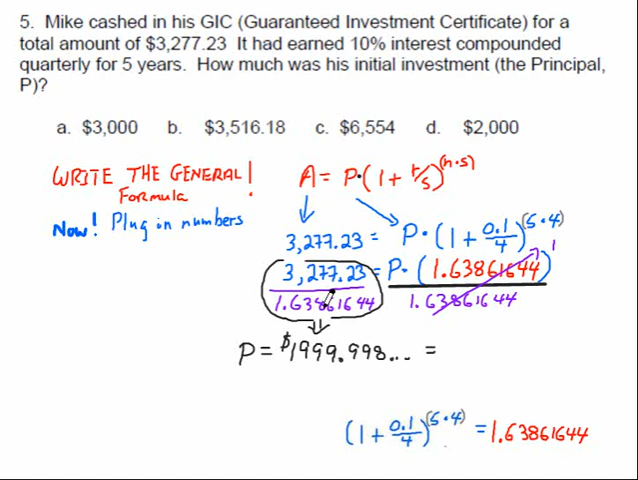 5. Mike cashed in his GIC (Guaranteed Investment Certificate) for a
total amount of $3,277.23 It had earned 10% interest compounded
quarterly for 5 years. How much was his initial investment (the Principal,
P)?
a. $3,000 b. $3,516.18 c. $6,554 d. $2,000
WRITE THE GENERAL!
Formula
A = P•(1 + r/s)^(n•s)
Now! Plug in numbers
3,277.23 = P•(1 + 0.1/4)^(5•4)
3,277.23 = P•(1.63861644)^1
1.63861644 1.63861644
P = $1999.998... =
(1 + 0.1/4)^(5•4) = 1.63861644